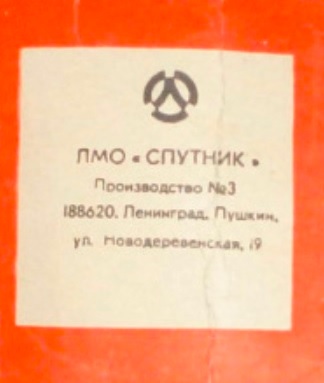 ЛМО « СПУТНИК »
Производство №3
188620. Ленинград, Пушкин,
ул. Новодеревенская, 19